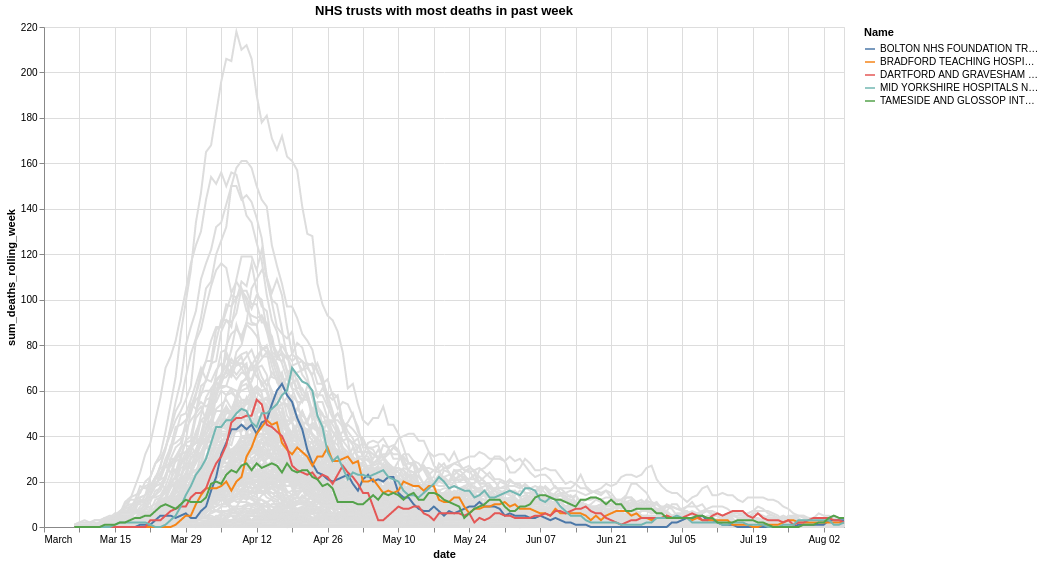 NHS trusts with most deaths in past week
220
200
180
160
140
120
100
80
60
40
20
0
sum_deaths_rolling_week
March
Mar 15
Mar 29
Apr 12
Apr 26
May 10
May 24
Jun 07
Jun 21
Jul 05
Jul 19
Aug 02
date
Name
BOLTON NHS FOUNDATION TR…
BRADFORD TEACHING HOSPI…
DARTFORD AND GRAVESHAM …
MID YORKSHIRE HOSPITALS N…
TAMESIDE AND GLOSSOP INT…